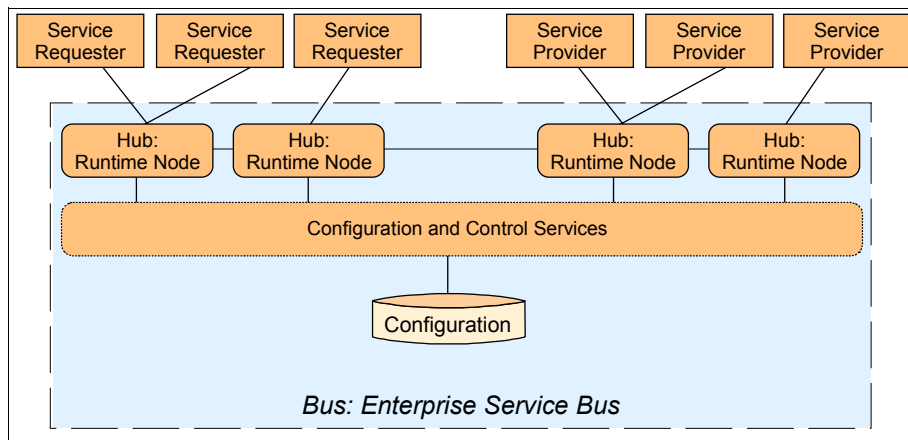 Service
Requester
Service
Requester
Service
Requester
Service
Provider
Service
Provider
Service
Provider
Hub:
Runtime Node
Hub:
Runtime Node
Hub:
Runtime Node
Hub:
Runtime Node
Configuration and Control Services
Configuration
Bus: Enterprise Service Bus